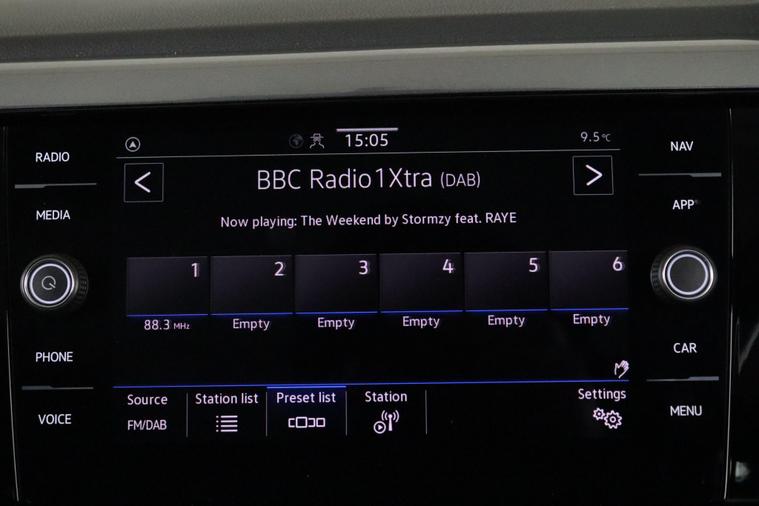 RADIO
MEDIA
PHONE
VOICE
15:05
9.5°C
BBC Radio 1Xtra (DAB)
Now playing: The Weekend by Stormzy feat. RAYE
1
2
3
4
5
6
88.3 MHz
Empty
Empty
Empty
Empty
Empty
Source
FM/DAB
Station list
Preset list
Station
Settings
NAV
APP
CAR
MENU